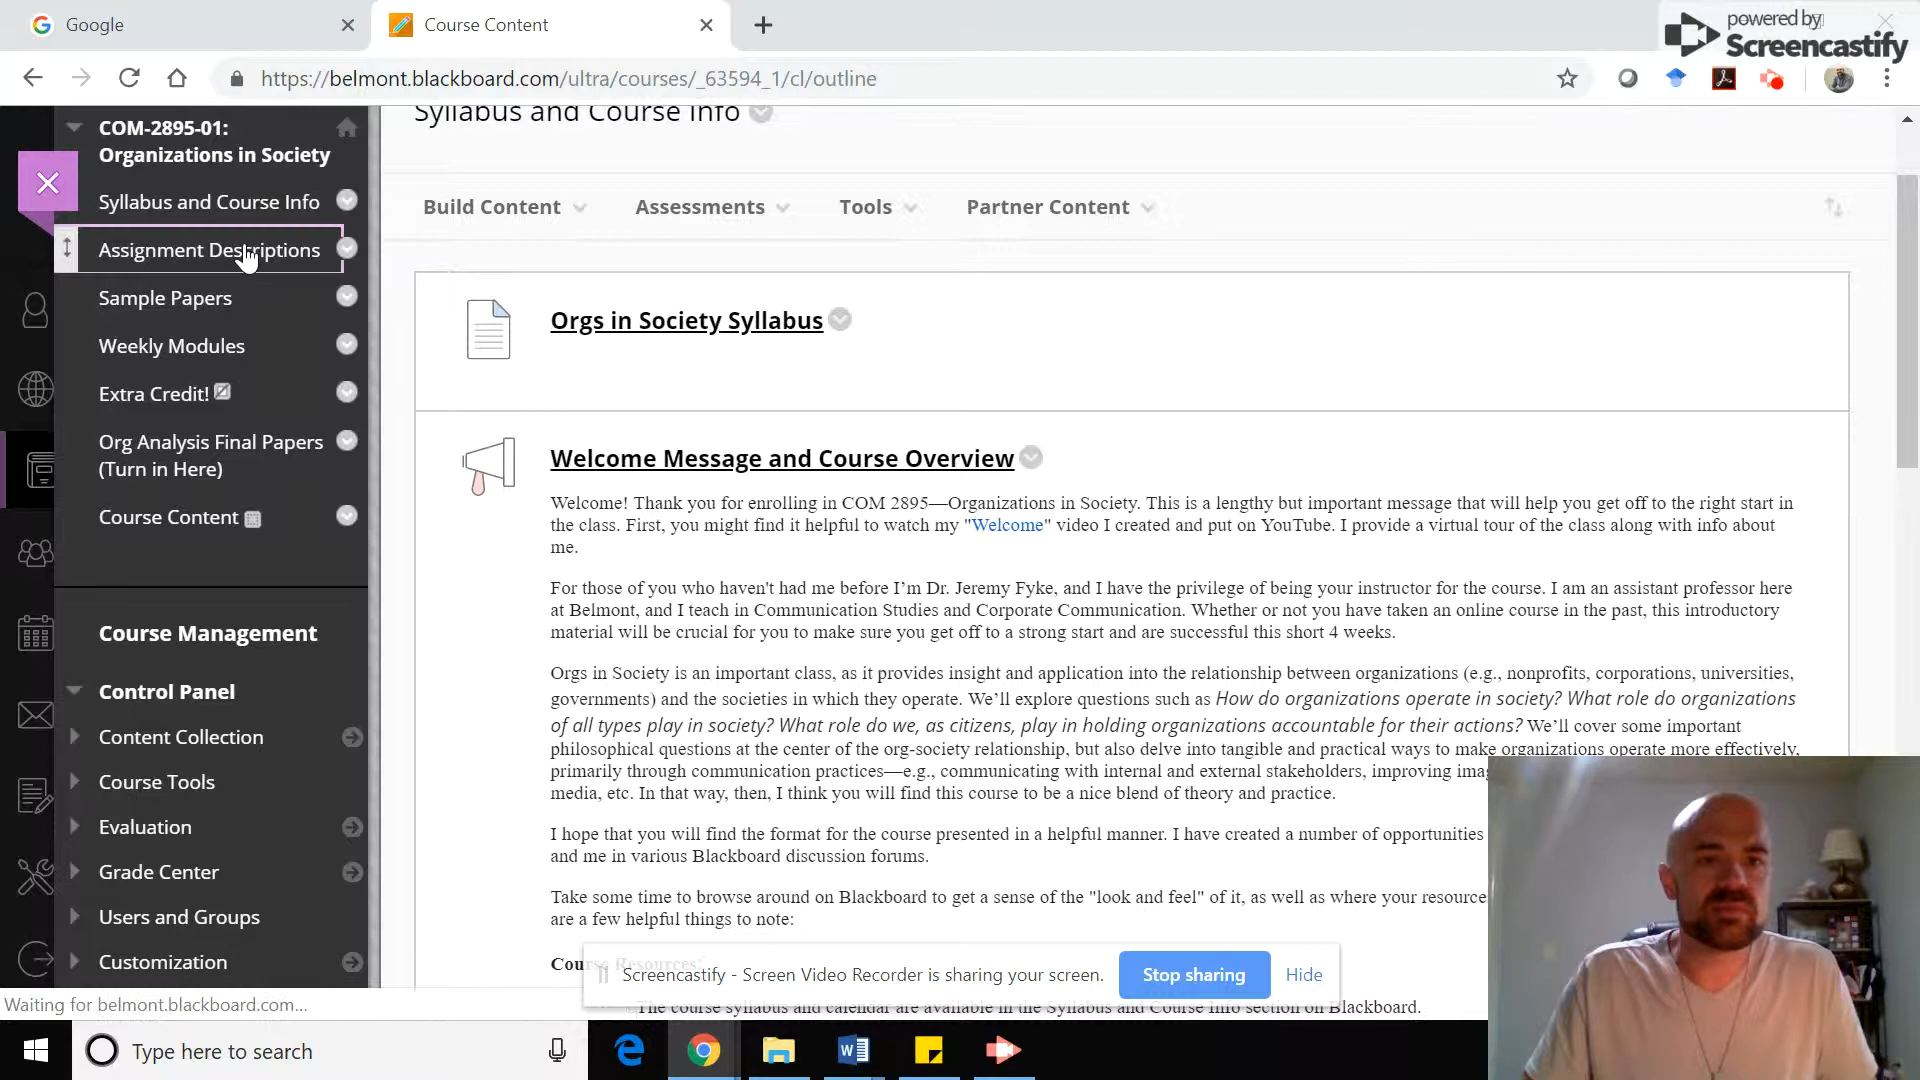 Google
Course Content
powered by
Screencastify
https://belmont.blackboard.com/ultra/courses/_63594_1/cl/outline
COM-2895-01:
Organizations in Society
Syllabus and Course Info
Assignment Descriptions
Sample Papers
Weekly Modules
Extra Credit!
Org Analysis Final Papers
(Turn in Here)
Course Content
Course Management
Control Panel
Content Collection
Course Tools
Evaluation
Grade Center
Users and Groups
Customization
Syllabus and Course Info
Build Content
Assessments
Tools
Partner Content
Orgs in Society Syllabus
Welcome Message and Course Overview
Welcome! Thank you for enrolling in COM 2895—Organizations in Society. This is a lengthy but important message that will help you get off to the right start in
the class. First, you might find it helpful to watch my "Welcome" video I created and put on YouTube. I provide a virtual tour of the class along with info about
me.
For those of you who haven't had me before I’m Dr. Jeremy Fyke, and I have the privilege of being your instructor for the course. I am an assistant professor here
at Belmont, and I teach in Communication Studies and Corporate Communication. Whether or not you have taken an online course in the past, this introductory
material will be crucial for you to make sure you get off to a strong start and are successful this short 4 weeks.
Orgs in Society is an important class, as it provides insight and application into the relationship between organizations (e.g., nonprofits, corporations, universities,
governments) and the societies in which they operate. We’ll explore questions such as How do organizations operate in society? What role do organizations
of all types play in society? What role do we, as citizens, play in holding organizations accountable for their actions? We’ll cover some important
philosophical questions at the center of the org-society relationship, but also delve into tangible and practical ways to make organizations operate more effectively,
primarily through communication practices—e.g., communicating with internal and external stakeholders, improving
media, etc. In that way, then, I think you will find this course to be a nice blend of theory and practice.
I hope that you will find the format for the course presented in a helpful manner. I have created a number of opportunities
and me in various Blackboard discussion forums.
Take some time to browse around on Blackboard to get a sense of the "look and feel" of it, as well as where your resource
are a few helpful things to note:
Course Resources:
Screencastify - Screen Video Recorder is sharing your screen.
Stop sharing
Hide
The course syllabus and calendar are available in the Syllabus and Course Info section on Blackboard.
Waiting for belmont.blackboard.com...
Type here to search